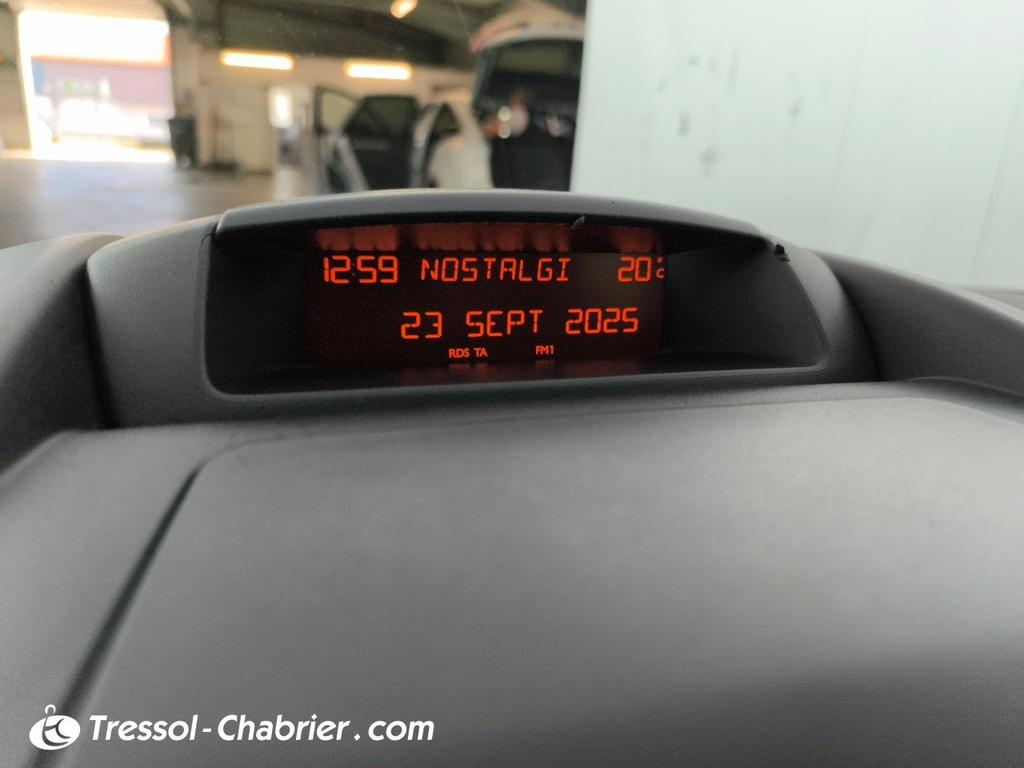 12:59 NOSTALGI 20°C
23 SEPT 2025
RDS TA FM1
Tressol-Chabrier.com